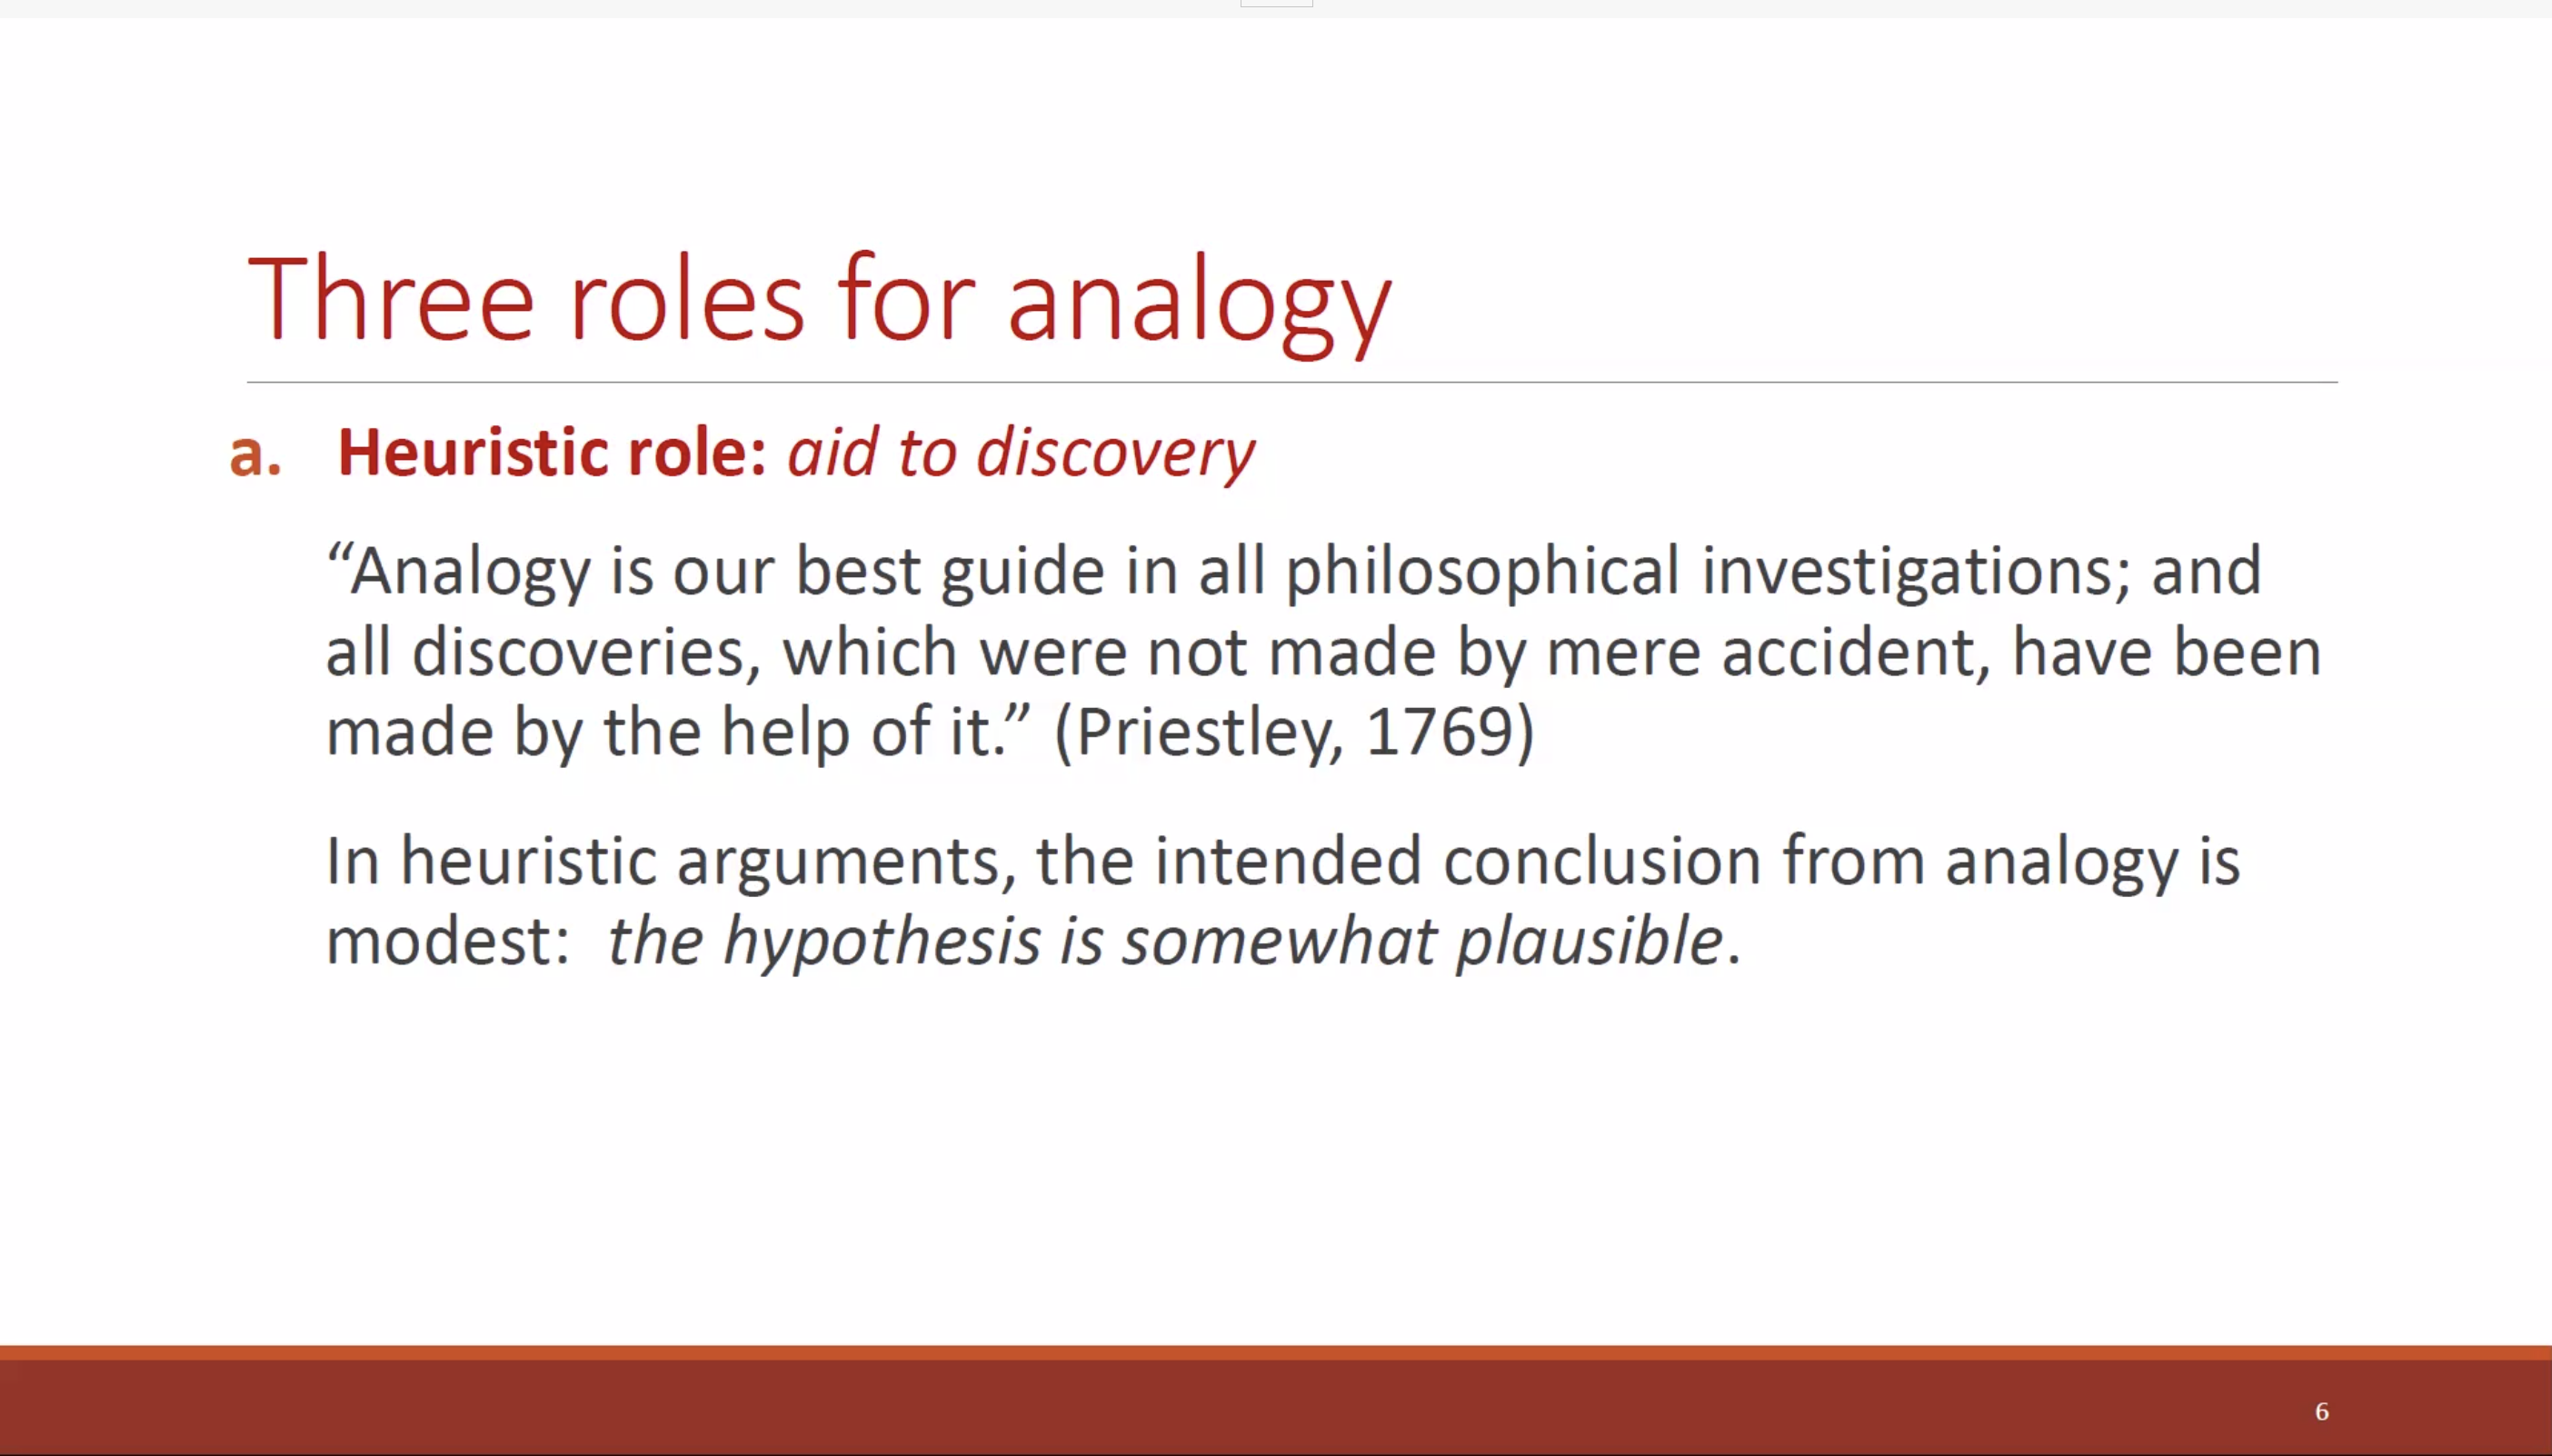 Three roles for analogy
a. Heuristic role: aid to discovery
“Analogy is our best guide in all philosophical investigations; and
all discoveries, which were not made by mere accident, have been
made by the help of it.” (Priestley, 1769)
In heuristic arguments, the intended conclusion from analogy is
modest: the hypothesis is somewhat plausible.
6